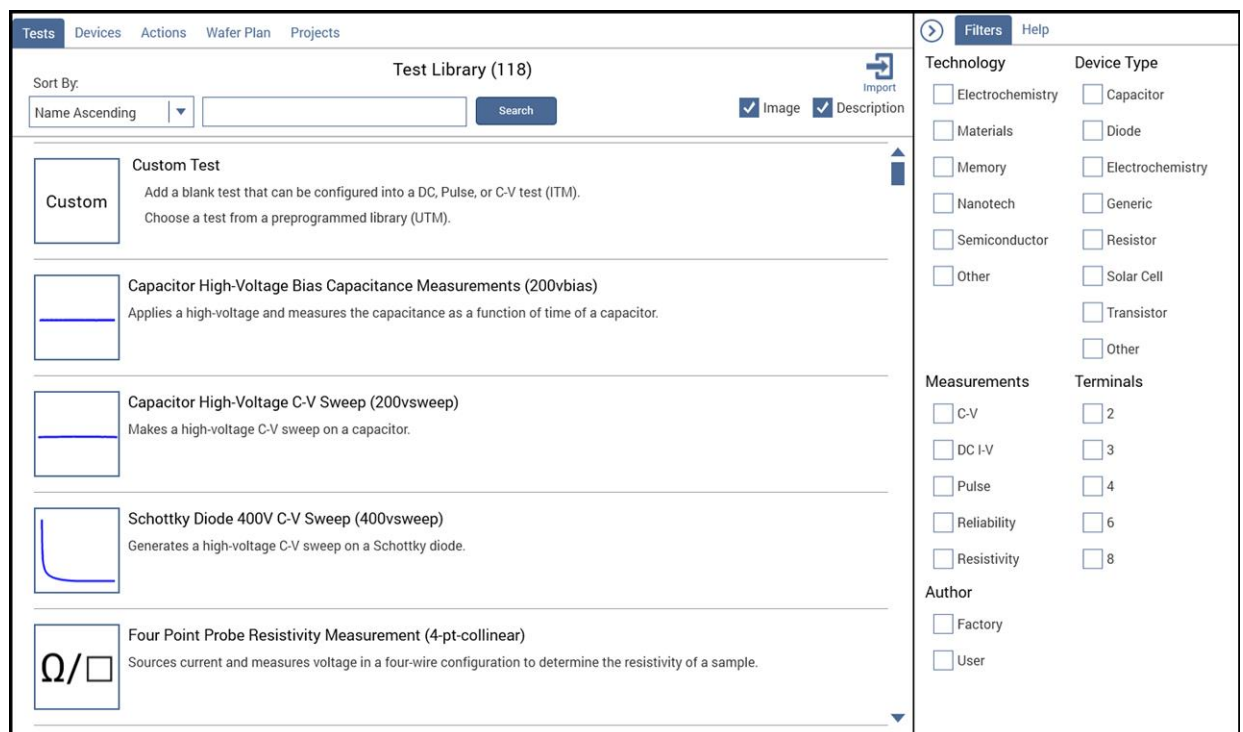 Tests Devices Actions Wafer Plan Projects
Test Library (118)
Import
Sort By:
Name Ascending
Search
Image
Description
Custom
Custom Test
Add a blank test that can be configured into a DC, Pulse, or C-V test (ITM).
Choose a test from a preprogrammed library (UTM).
Capacitor High-Voltage Bias Capacitance Measurements (200vbias)
Applies a high-voltage and measures the capacitance as a function of time of a capacitor.
Capacitor High-Voltage C-V Sweep (200vsweep)
Makes a high-voltage C-V sweep on a capacitor.
Schottky Diode 400V C-V Sweep (400vsweep)
Generates a high-voltage C-V sweep on a Schottky diode.
Ω/□
Four Point Probe Resistivity Measurement (4-pt-collinear)
Sources current and measures voltage in a four-wire configuration to determine the resistivity of a sample.
Filters Help
Technology
Electrochemistry
Materials
Memory
Nanotech
Semiconductor
Other
Device Type
Capacitor
Diode
Electrochemistry
Generic
Resistor
Solar Cell
Transistor
Other
Measurements
C-V
DC I-V
Pulse
Reliability
Resistivity
Terminals
2
3
4
6
8
Author
Factory
User